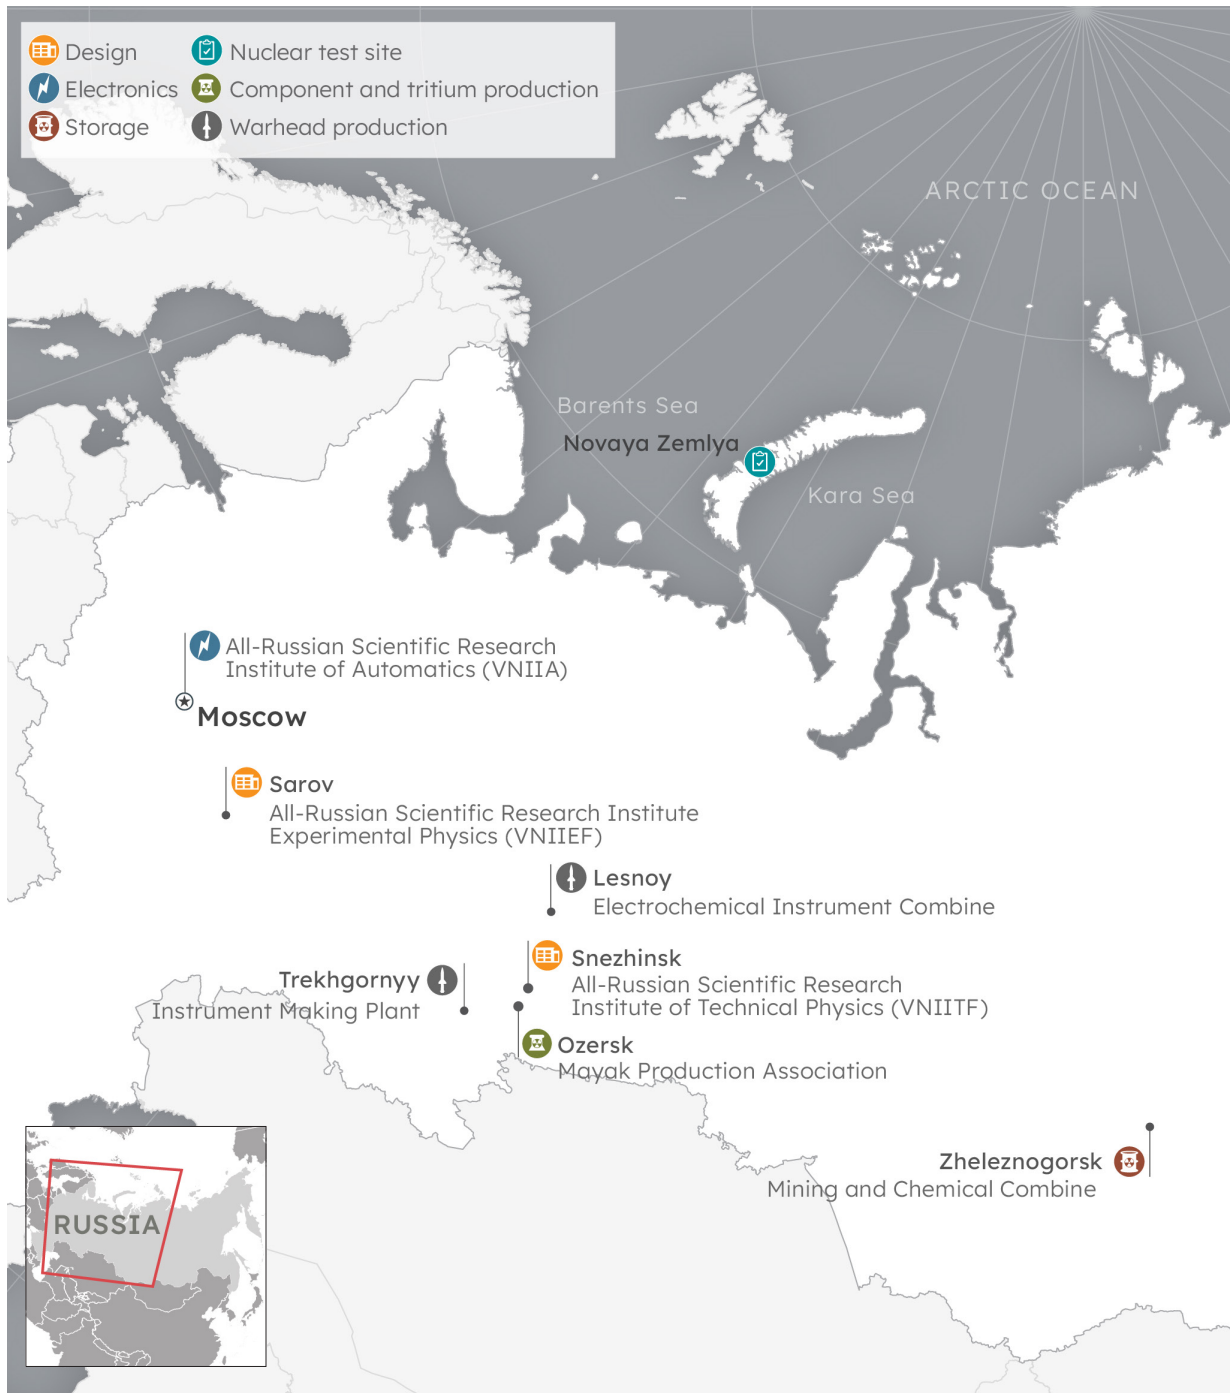 Design
Nuclear test site
Electronics
Component and tritium production
Storage
Warhead production
ARCTIC OCEAN
Barents Sea
Novaya Zemlya
Kara Sea
All-Russian Scientific Research
Institute of Automatics (VNIIA)
Moscow
Sarov
All-Russian Scientific Research Institute
Experimental Physics (VNIIEF)
Lesnoy
Electrochemical Instrument Combine
Snezhinsk
All-Russian Scientific Research
Institute of Technical Physics (VNIITF)
Trekhgornyy
Instrument Making Plant
Ozersk
Mayak Production Association
Zheleznogorsk
Mining and Chemical Combine
RUSSIA